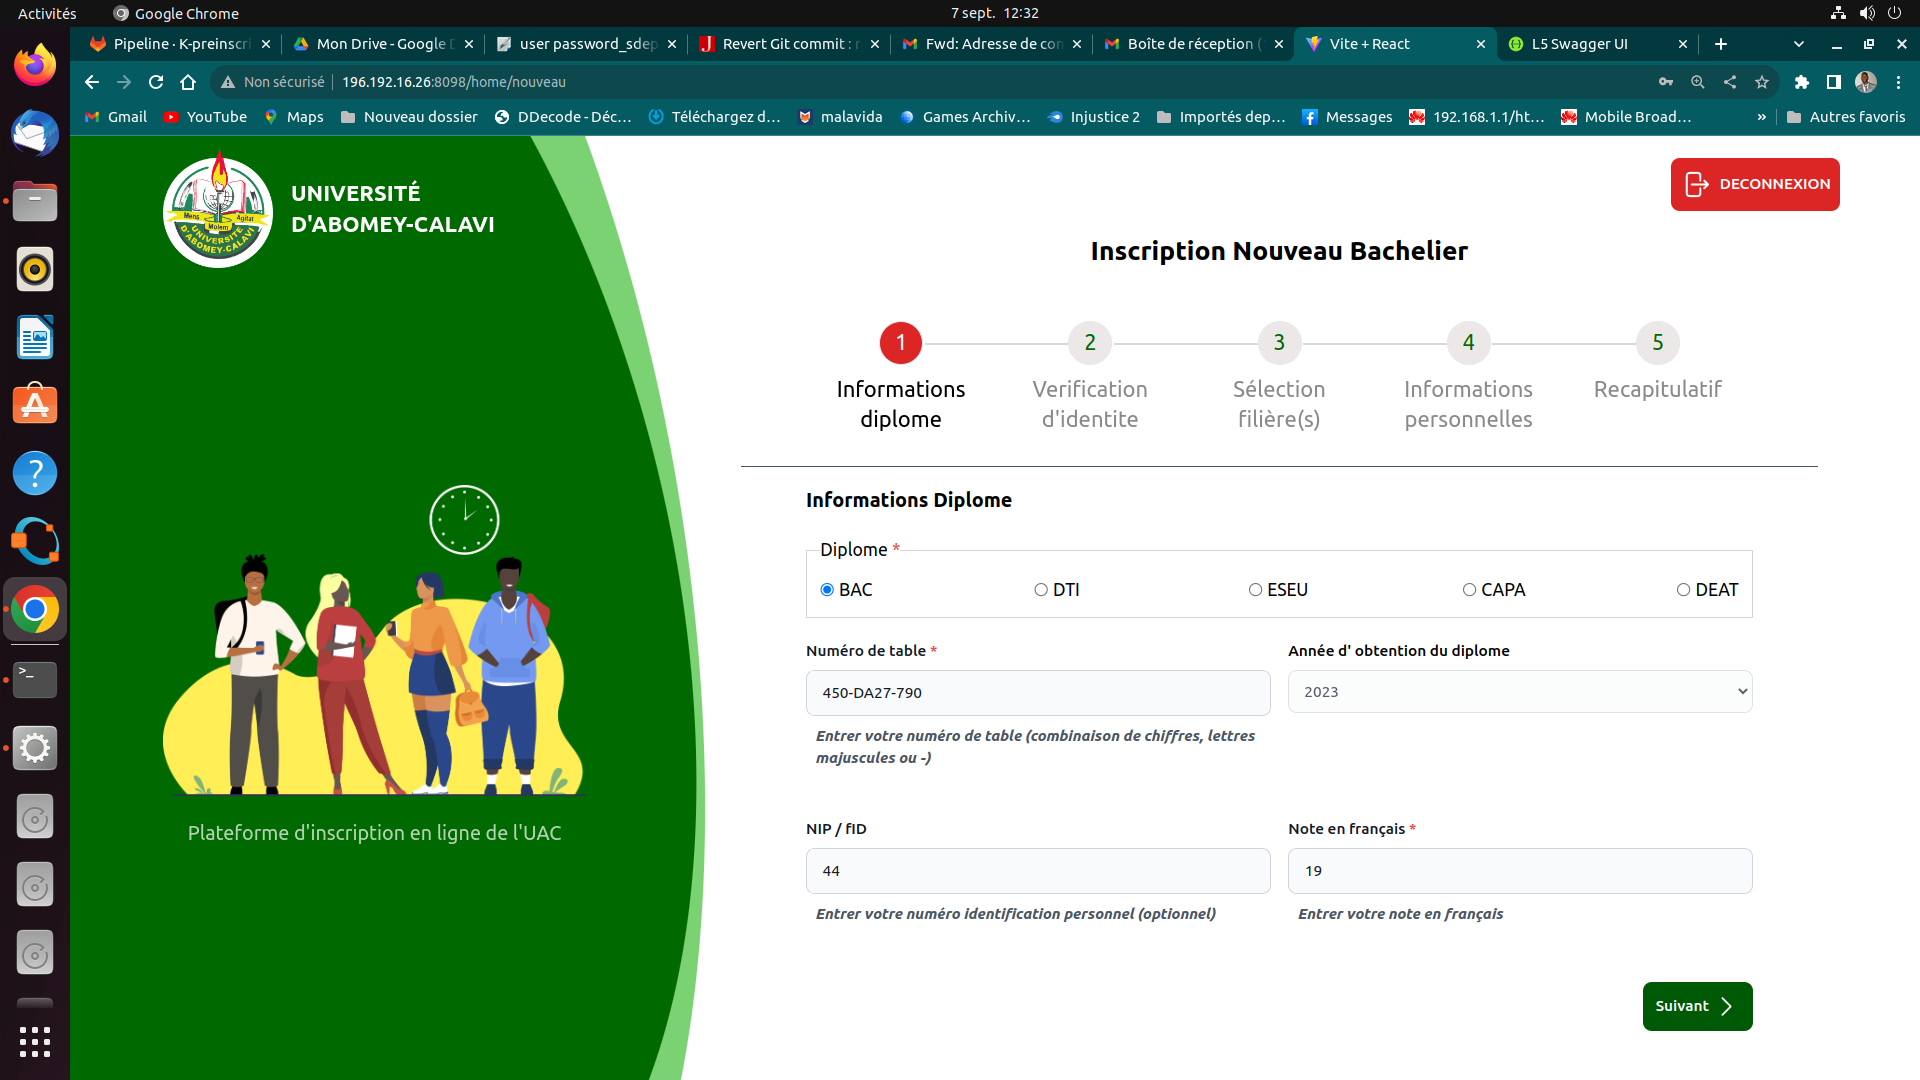 Activités
Google Chrome
7 sept. 12:32
Pipeline · K-preinscri
Mon Drive - Google D
user password_sdep
Revert Git commit : r
Fwd: Adresse de con
Boîte de réception (
Vite + React
L5 Swagger UI
Non sécurisé
196.192.16.26:8098/home/nouveau
Gmail
YouTube
Maps
Nouveau dossier
DDecode - Déc...
Téléchargez d...
malavida
Games Archiv...
Injustice 2
Importés dep...
Messages
192.168.1.1/ht...
Mobile Broad...
»
Autres favoris
Mens Agitat
Molem
UNIVERSITÉ
D'ABOMEY-CALAVI
UNIVERSITÉ
D'ABOMEY-CALAVI
DECONNEXION
Inscription Nouveau Bachelier
1
2
3
4
5
Informations
diplome
Verification
d'identite
Sélection
filière(s)
Informations
personnelles
Recapitulatif
Informations Diplome
Diplome *
BAC
DTI
ESEU
CAPA
DEAT
Numéro de table *
Année d' obtention du diplome
450-DA27-790
2023
Entrer votre numéro de table (combinaison de chiffres, lettres
majuscules ou -)
NIP / fID
Note en français *
44
19
Entrer votre numéro identification personnel (optionnel)
Entrer votre note en français
Plateforme d'inscription en ligne de l'UAC
Suivant